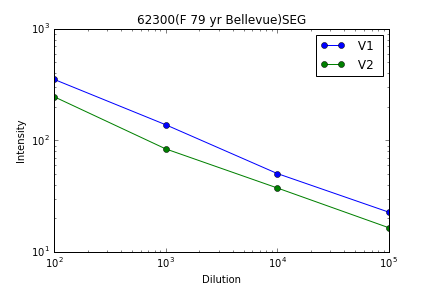 62300(F 79 yr Bellevue)SEG
10³
V1
V2
10²
Intensity
10¹
10² 10³ 10⁴ 10⁵
Dilution